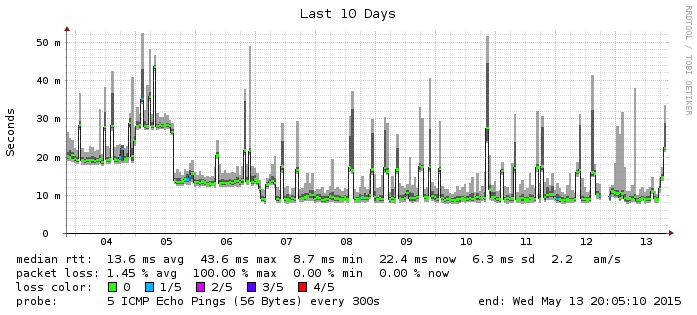 Last 10 Days
RRDTOOL / TOBI OETIKER
Seconds
50 m
40 m
30 m
20 m
10 m
0
04 05 06 07 08 09 10 11 12 13
median rtt: 13.6 ms avg 43.6 ms max 8.7 ms min 22.4 ms now 6.3 ms sd 2.2 am/s
packet loss: 1.45 % avg 100.00 % max 0.00 % min 0.00 % now
loss color: 0 1/5 2/5 3/5 4/5
probe: 5 ICMP Echo Pings (56 Bytes) every 300s end: Wed May 13 20:05:10 2015